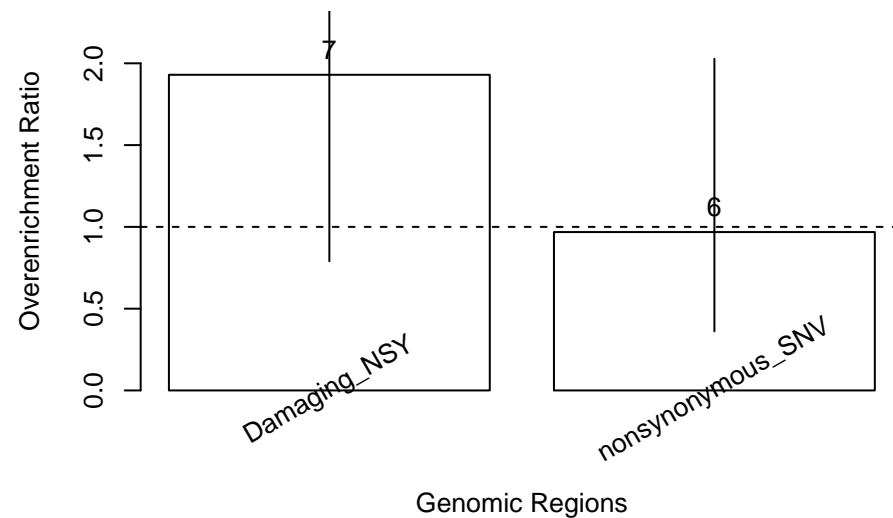 Overenrichment Ratio
2.0
1.5
1.0
0.5
0.0
7
6
Damaging_NSY
nonsynonymous_SNV
Genomic Regions